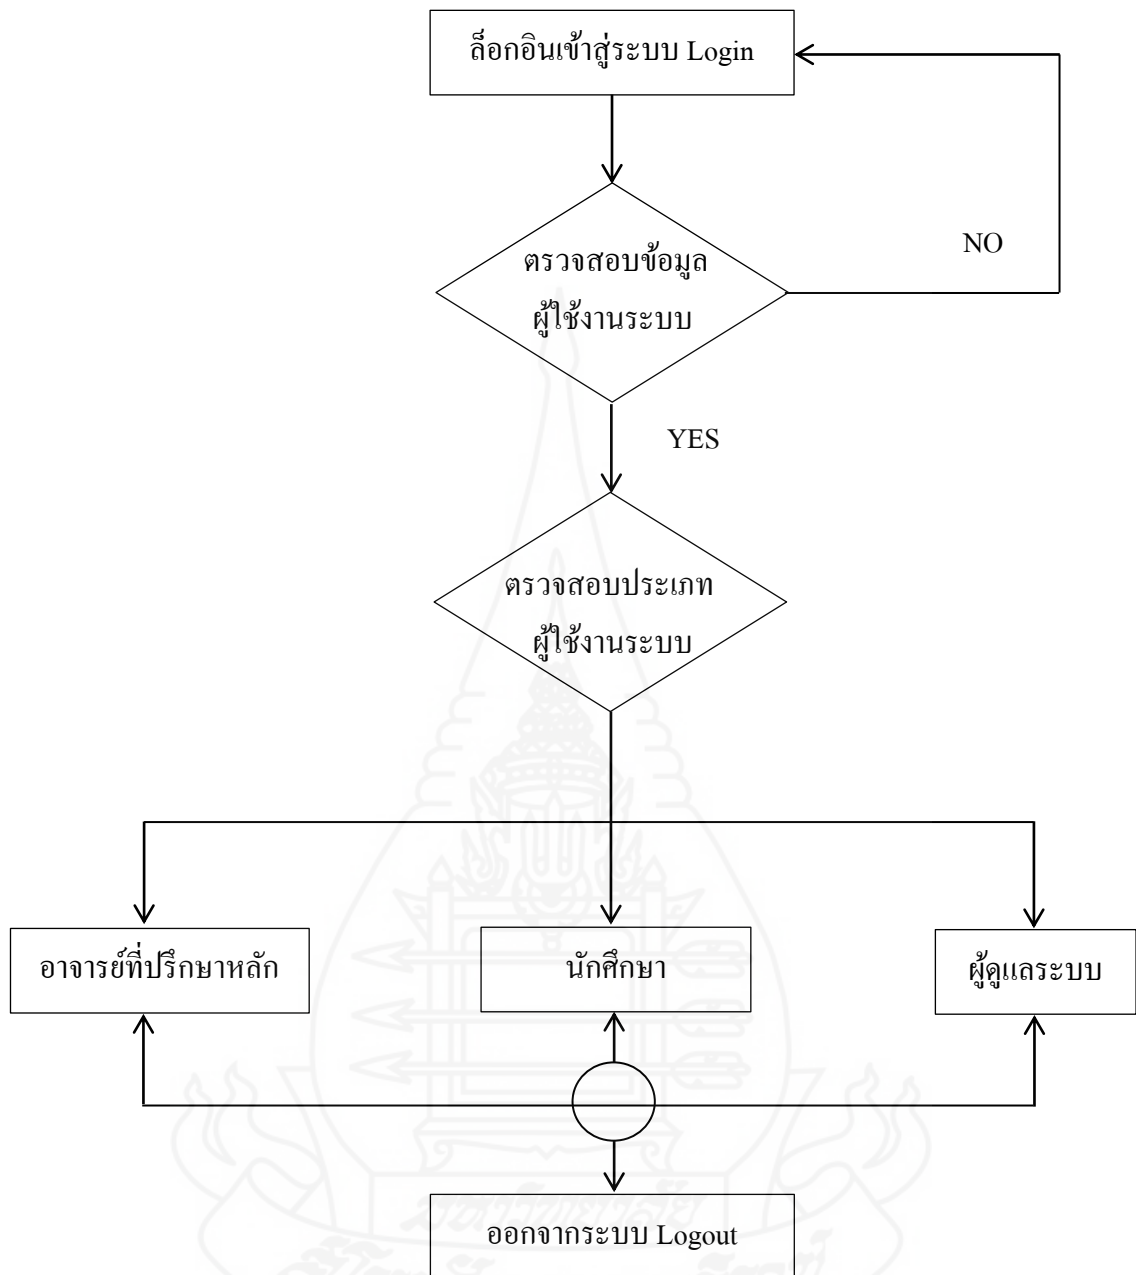 ล็อกอินเข้าสู่ระบบ Login
ตรวจสอบข้อมูล
ผู้ใช้งานระบบ
NO
YES
ตรวจสอบประเภท
ผู้ใช้งานระบบ
อาจารย์ที่ปรึกษาหลัก
นักศึกษา
ผู้ดูแลระบบ
ออกจากระบบ Logout